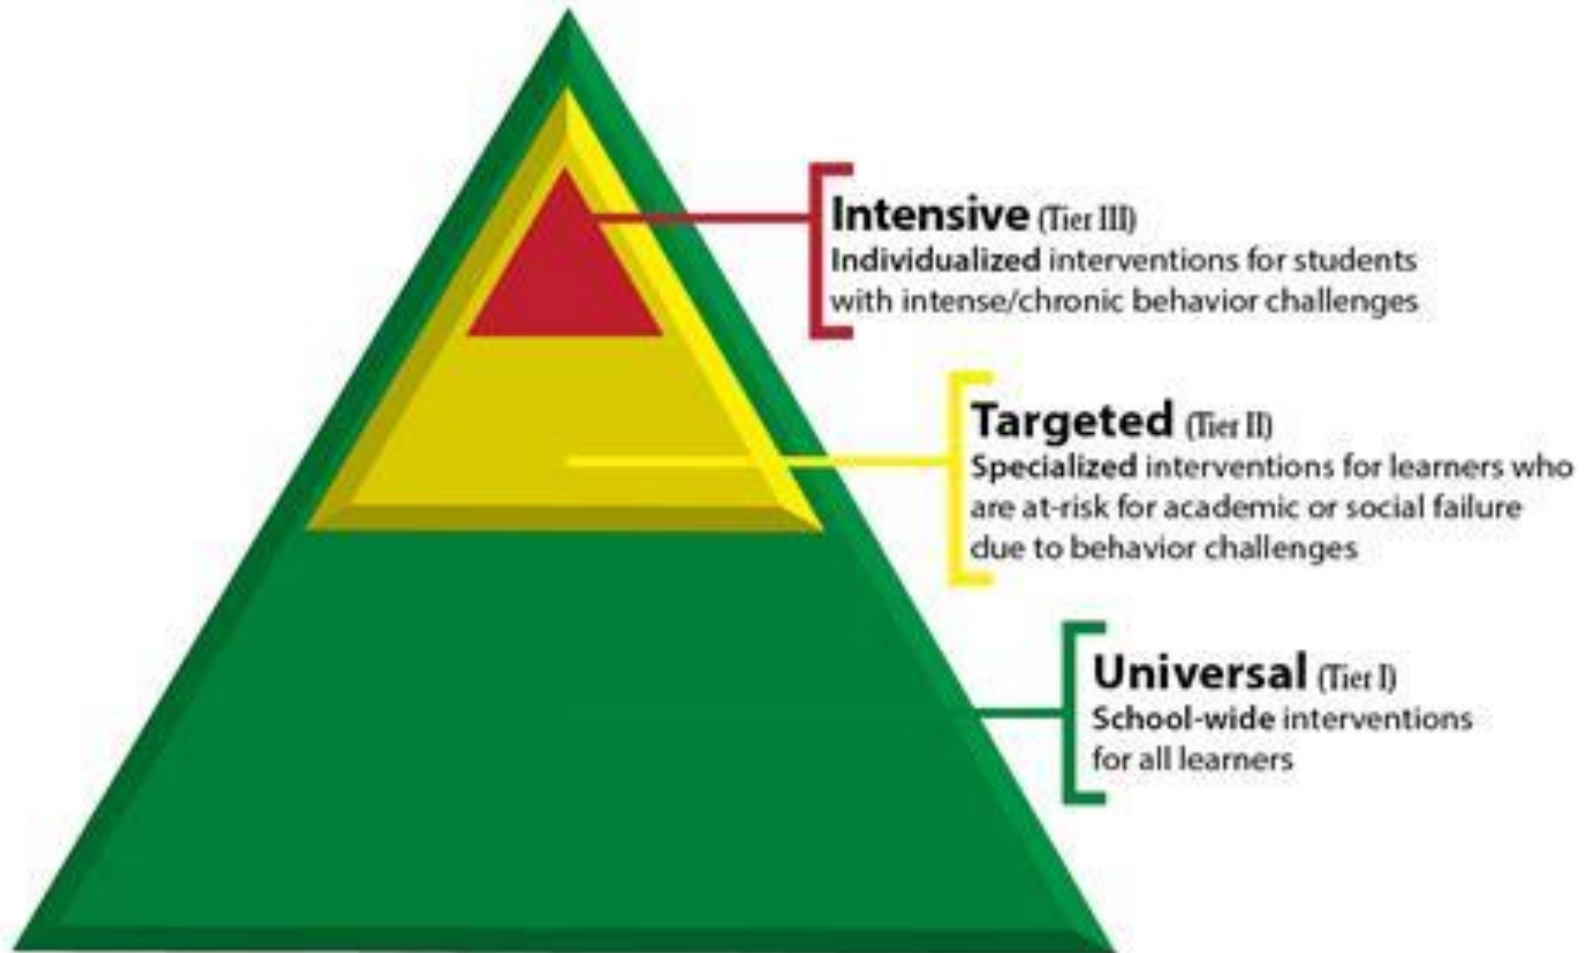 Intensive (Tier III)
Individualized interventions for students
with intense/chronic behavior challenges
Targeted (Tier II)
Specialized interventions for learners who
are at-risk for academic or social failure
due to behavior challenges
Universal (Tier I)
School-wide interventions
for all learners